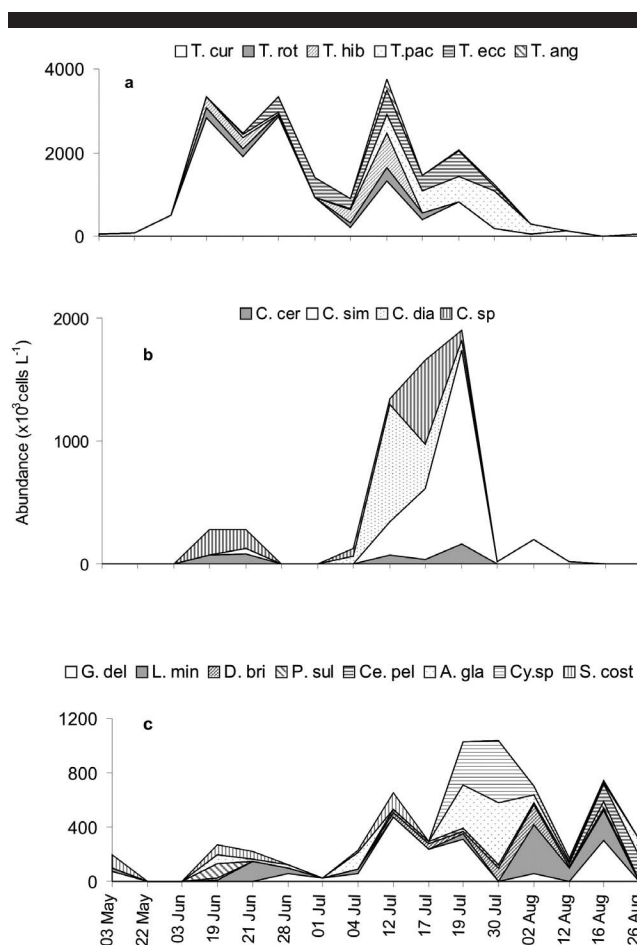 T. cur T. rot T. hib T.pac T. ecc T. ang
a
4000
2000
0
C. cer C. sim C. dia C. sp
b
2000
1000
0
Abundance (x10³cells L⁻¹)
G. del L. min D. bri P. sul Ce. pel A. gla Cy.sp S. cost
c
1200
800
400
0
03 May
22 May
03 Jun
19 Jun
21 Jun
28 Jun
01 Jul
04 Jul
12 Jul
17 Jul
19 Jul
30 Jul
02 Aug
12 Aug
16 Aug
26 Aug